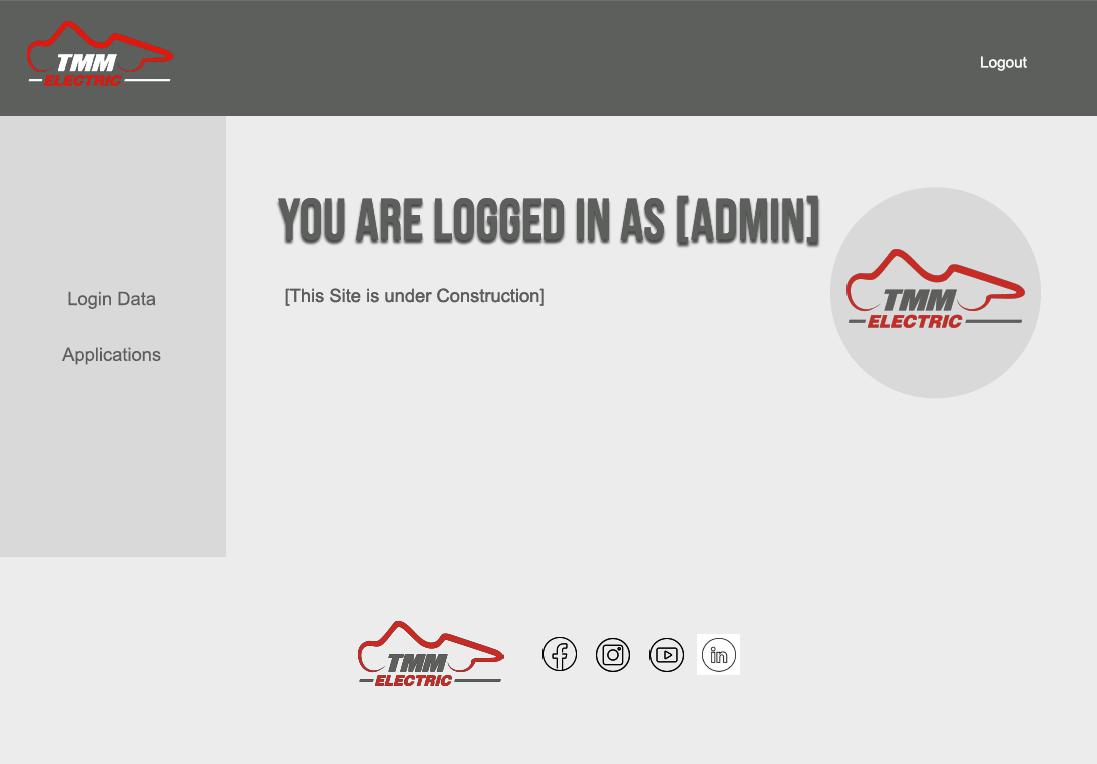 TMM
ELECTRIC
Logout
YOU ARE LOGGED IN AS [ADMIN]
[This Site is under Construction]
Login Data
Applications
TMM
ELECTRIC
TMM
ELECTRIC
in